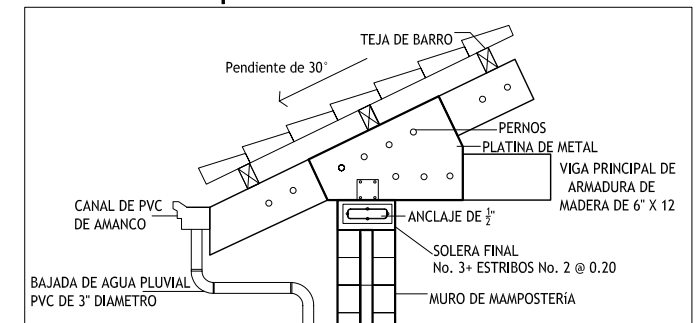 TEJA DE BARRO
Pendiente de 30°
PERNOS
PLATINA DE METAL
VIGA PRINCIPAL DE
ARMADURA DE
MADERA DE 6" X 12
CANAL DE PVC
DE AMANCO
ANCLAJE DE ½"
SOLERA FINAL
No. 3+ ESTRIBOS No. 2 @ 0.20
BAJADA DE AGUA PLUVIAL
PVC DE 3" DIAMETRO
MURO DE MAMPOSTERíA